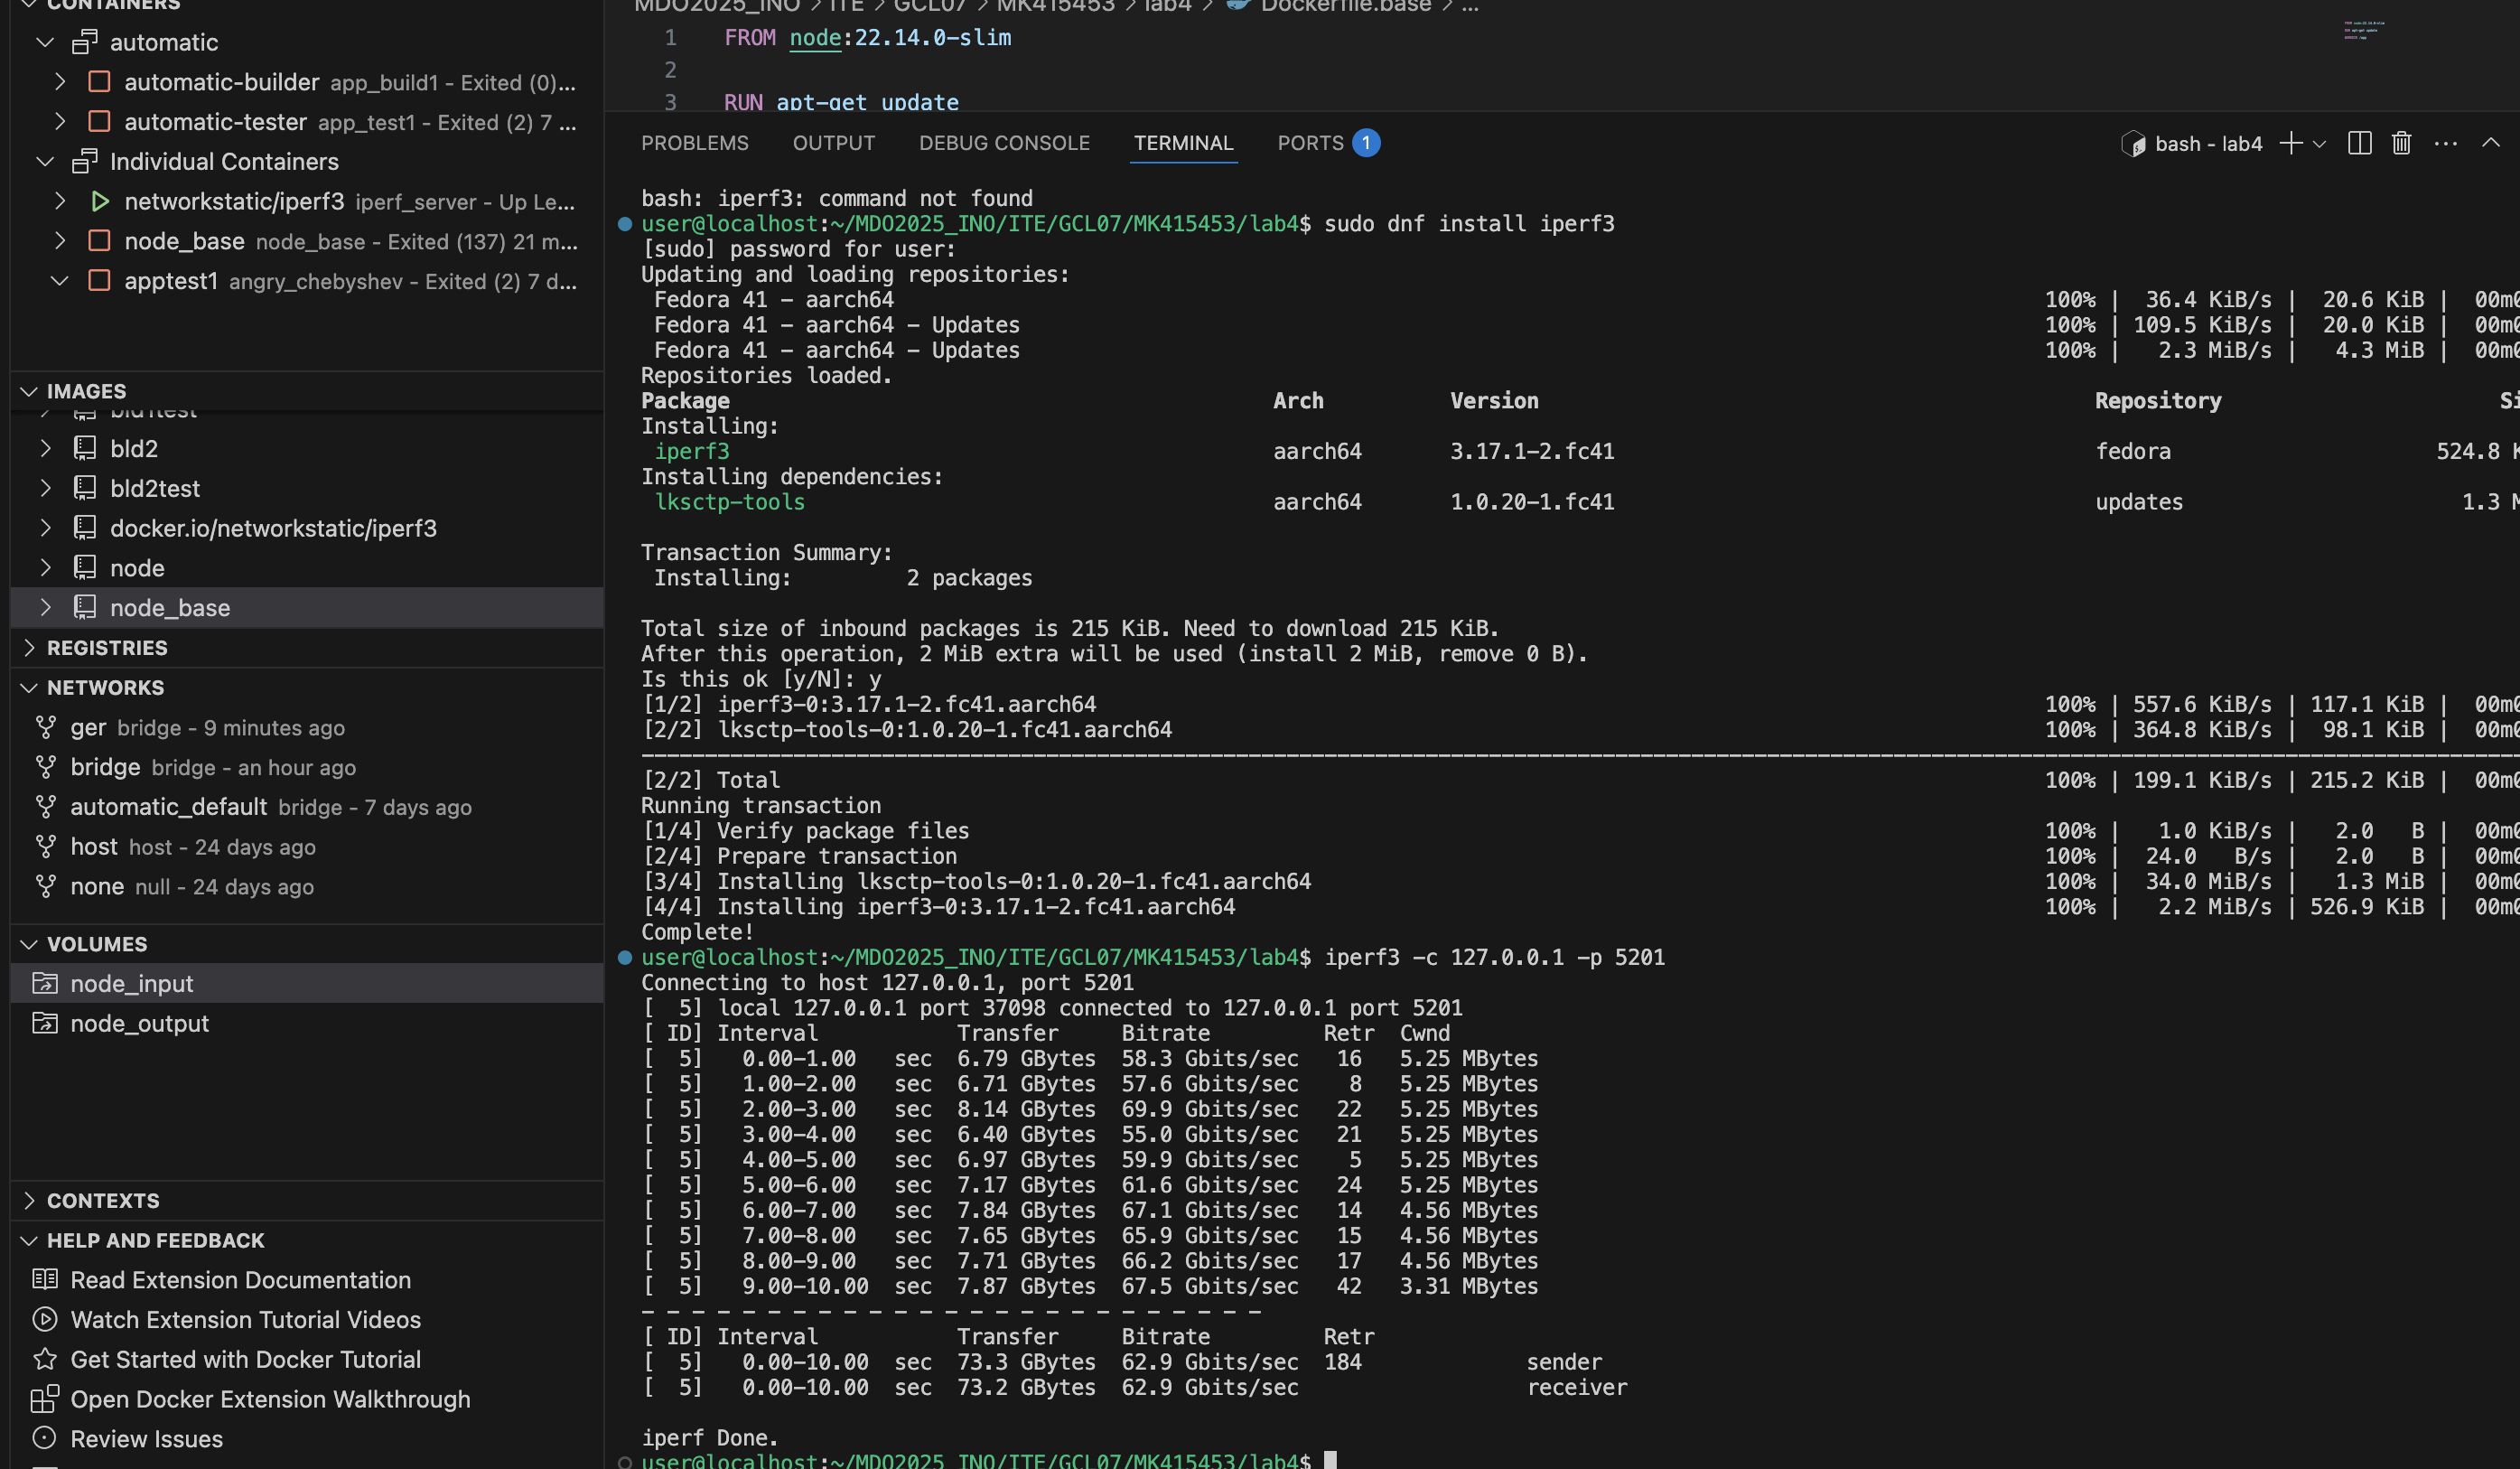 CONTAINERS
automatic
automatic-builder app_build1 - Exited (0)...
automatic-tester app_test1 - Exited (2) 7 ...
Individual Containers
networkstatic/iperf3 iperf_server - Up Le...
node_base node_base - Exited (137) 21 m...
apptest1 angry_chebyshev - Exited (2) 7 d...
IMAGES
bld1test
bld2
bld2test
docker.io/networkstatic/iperf3
node
node_base
REGISTRIES
NETWORKS
ger bridge - 9 minutes ago
bridge bridge - an hour ago
automatic_default bridge - 7 days ago
host host - 24 days ago
none null - 24 days ago
VOLUMES
node_input
node_output
CONTEXTS
HELP AND FEEDBACK
Read Extension Documentation
Watch Extension Tutorial Videos
Get Started with Docker Tutorial
Open Docker Extension Walkthrough
Review Issues
MDO2025_INO > ITE > GCL07 > MK415453 > lab4 > Dockerfile.base > ...
1 FROM node:22.14.0-slim
2
3 RUN apt-get update
PROBLEMS OUTPUT DEBUG CONSOLE TERMINAL PORTS 1 bash - lab4
bash: iperf3: command not found
user@localhost:~/MDO2025_INO/ITE/GCL07/MK415453/lab4$ sudo dnf install iperf3
[sudo] password for user:
Updating and loading repositories:
Fedora 41 - aarch64 100% | 36.4 KiB/s | 20.6 KiB | 00m0
Fedora 41 - aarch64 - Updates 100% | 109.5 KiB/s | 20.0 KiB | 00m0
Fedora 41 - aarch64 - Updates 100% | 2.3 MiB/s | 4.3 MiB | 00m0
Repositories loaded.
Package Arch Version Repository Si
Installing:
iperf3 aarch64 3.17.1-2.fc41 fedora 524.8 K
Installing dependencies:
lksctp-tools aarch64 1.0.20-1.fc41 updates 1.3 M
Transaction Summary:
Installing: 2 packages
Total size of inbound packages is 215 KiB. Need to download 215 KiB.
After this operation, 2 MiB extra will be used (install 2 MiB, remove 0 B).
Is this ok [y/N]: y
[1/2] iperf3-0:3.17.1-2.fc41.aarch64 100% | 557.6 KiB/s | 117.1 KiB | 00m0
[2/2] lksctp-tools-0:1.0.20-1.fc41.aarch64 100% | 364.8 KiB/s | 98.1 KiB | 00m0
[2/2] Total 100% | 199.1 KiB/s | 215.2 KiB | 00m0
Running transaction
[1/4] Verify package files 100% | 1.0 KiB/s | 2.0 B | 00m0
[2/4] Prepare transaction 100% | 24.0 B/s | 2.0 B | 00m0
[3/4] Installing lksctp-tools-0:1.0.20-1.fc41.aarch64 100% | 34.0 MiB/s | 1.3 MiB | 00m0
[4/4] Installing iperf3-0:3.17.1-2.fc41.aarch64 100% | 2.2 MiB/s | 526.9 KiB | 00m0
Complete!
user@localhost:~/MDO2025_INO/ITE/GCL07/MK415453/lab4$ iperf3 -c 127.0.0.1 -p 5201
Connecting to host 127.0.0.1, port 5201
[ 5] local 127.0.0.1 port 37098 connected to 127.0.0.1 port 5201
[ ID] Interval Transfer Bitrate Retr Cwnd
[ 5] 0.00-1.00 sec 6.79 GBytes 58.3 Gbits/sec 16 5.25 MBytes
[ 5] 1.00-2.00 sec 6.71 GBytes 57.6 Gbits/sec 8 5.25 MBytes
[ 5] 2.00-3.00 sec 8.14 GBytes 69.9 Gbits/sec 22 5.25 MBytes
[ 5] 3.00-4.00 sec 6.40 GBytes 55.0 Gbits/sec 21 5.25 MBytes
[ 5] 4.00-5.00 sec 6.97 GBytes 59.9 Gbits/sec 5 5.25 MBytes
[ 5] 5.00-6.00 sec 7.17 GBytes 61.6 Gbits/sec 24 5.25 MBytes
[ 5] 6.00-7.00 sec 7.84 GBytes 67.1 Gbits/sec 14 4.56 MBytes
[ 5] 7.00-8.00 sec 7.65 GBytes 65.9 Gbits/sec 15 4.56 MBytes
[ 5] 8.00-9.00 sec 7.71 GBytes 66.2 Gbits/sec 17 4.56 MBytes
[ 5] 9.00-10.00 sec 7.87 GBytes 67.5 Gbits/sec 42 3.31 MBytes
- - - - - - - - - - - - - - - - - - - - - - - - -
[ ID] Interval Transfer Bitrate Retr
[ 5] 0.00-10.00 sec 73.3 GBytes 62.9 Gbits/sec 184 sender
[ 5] 0.00-10.00 sec 73.2 GBytes 62.9 Gbits/sec receiver
iperf Done.
user@localhost:~/MDO2025_INO/ITE/GCL07/MK415453/lab4$